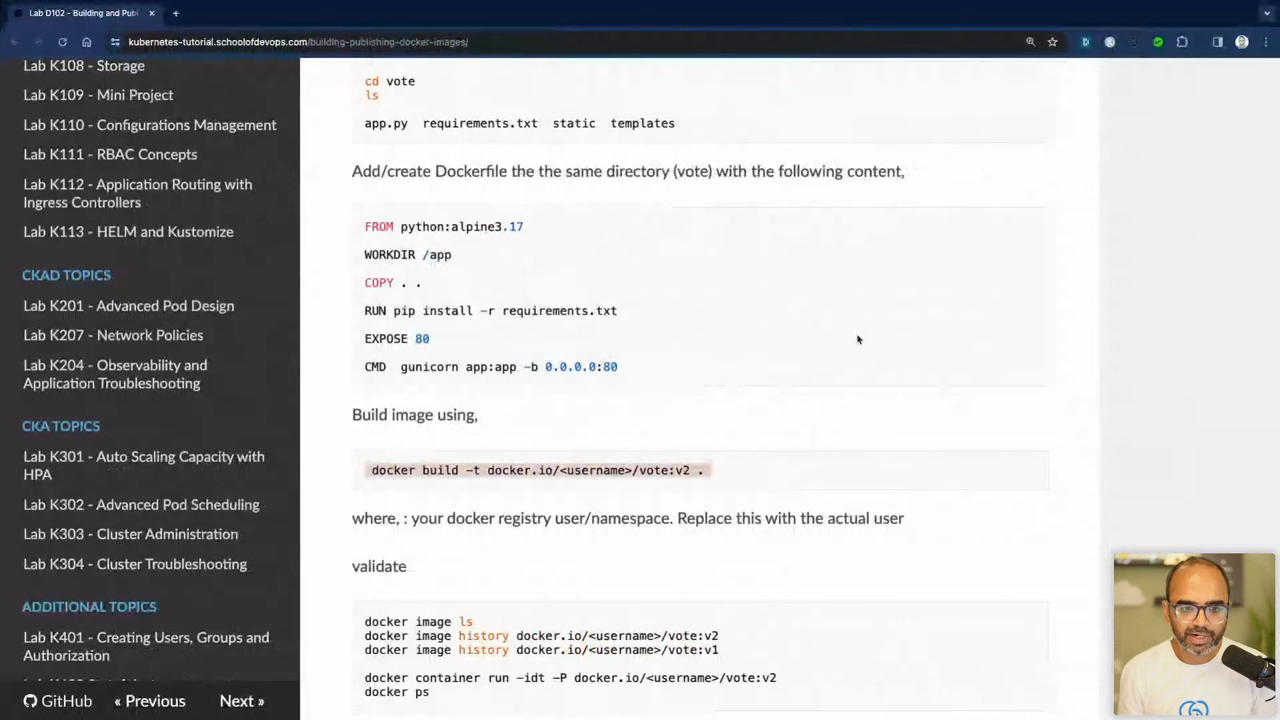 Lab D102 - Building and Publ
kubernetes-tutorial.schoolofdevops.com/building-publishing-docker-images/
Lab K108 - Storage
Lab K109 - Mini Project
Lab K110 - Configurations Management
Lab K111 - RBAC Concepts
Lab K112 - Application Routing with
Ingress Controllers
Lab K113 - HELM and Kustomize
CKAD TOPICS
Lab K201 - Advanced Pod Design
Lab K207 - Network Policies
Lab K204 - Observability and
Application Troubleshooting
CKA TOPICS
Lab K301 - Auto Scaling Capacity with
HPA
Lab K302 - Advanced Pod Scheduling
Lab K303 - Cluster Administration
Lab K304 - Cluster Troubleshooting
ADDITIONAL TOPICS
Lab K401 - Creating Users, Groups and
Authorization
GitHub « Previous Next »
cd vote
ls
app.py requirements.txt static templates
Add/create Dockerfile the the same directory (vote) with the following content,
FROM python:alpine3.17
WORKDIR /app
COPY . .
RUN pip install -r requirements.txt
EXPOSE 80
CMD gunicorn app:app -b 0.0.0.0:80
Build image using,
docker build -t docker.io/<username>/vote:v2 .
where, : your docker registry user/namespace. Replace this with the actual user
validate
docker image ls
docker image history docker.io/<username>/vote:v2
docker image history docker.io/<username>/vote:v1
docker container run -idt -P docker.io/<username>/vote:v2
docker ps